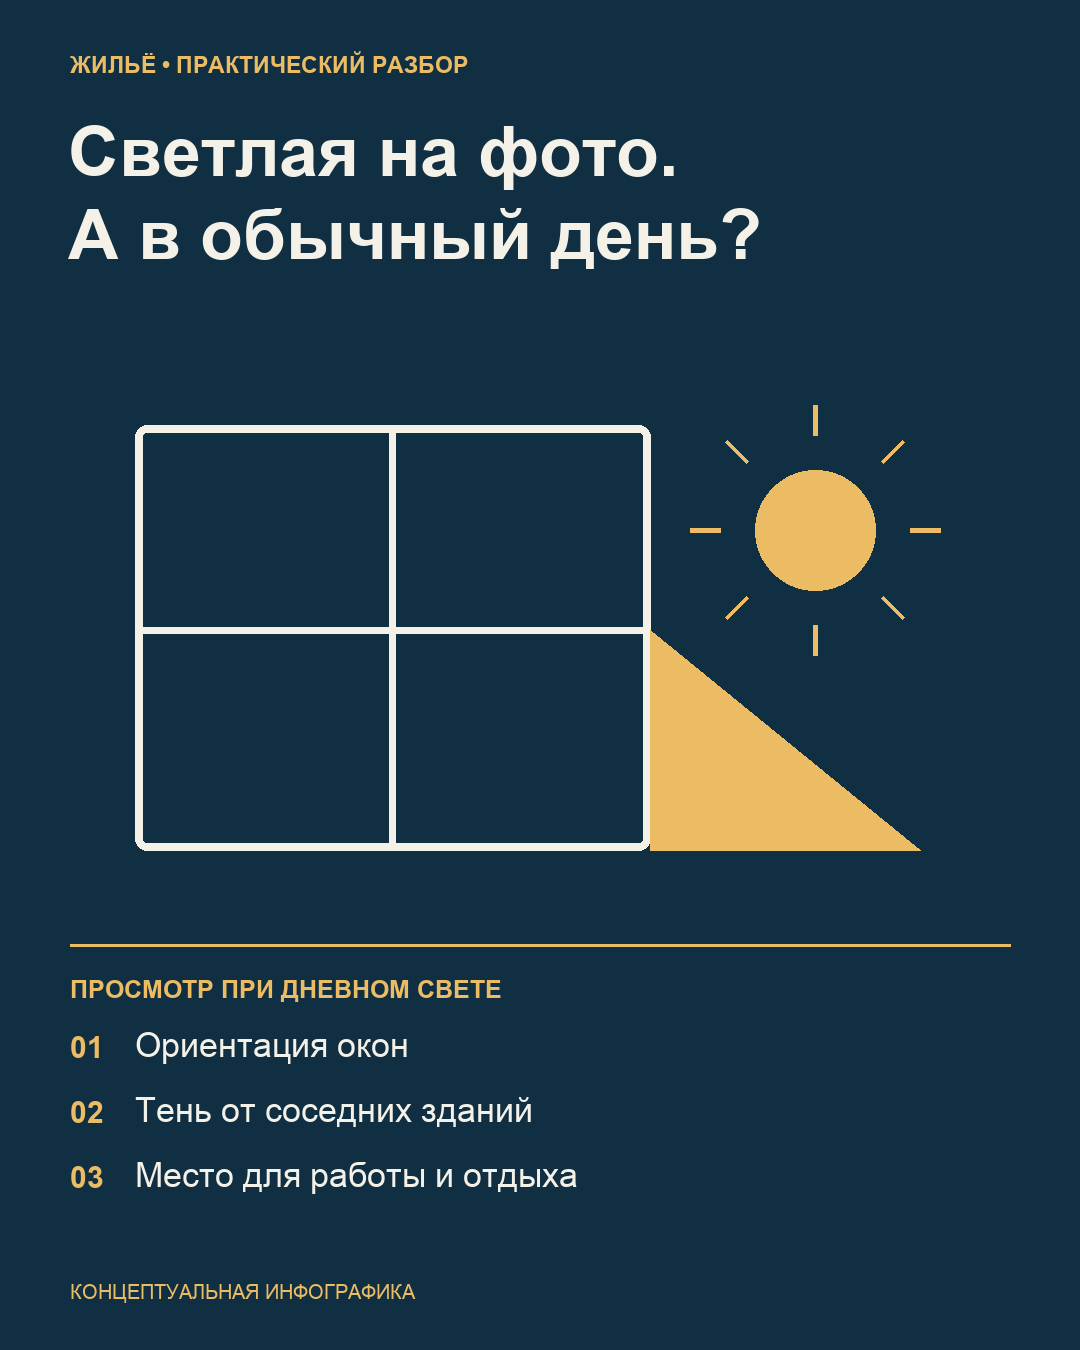 ЖИЛЬЁ • ПРАКТИЧЕСКИЙ РАЗБОР
Светлая на фото.
А в обычный день?
ПРОСМОТР ПРИ ДНЕВНОМ СВЕТЕ
01 Ориентация окон
02 Тень от соседних зданий
03 Место для работы и отдыха
КОНЦЕПТУАЛЬНАЯ ИНФОГРАФИКА